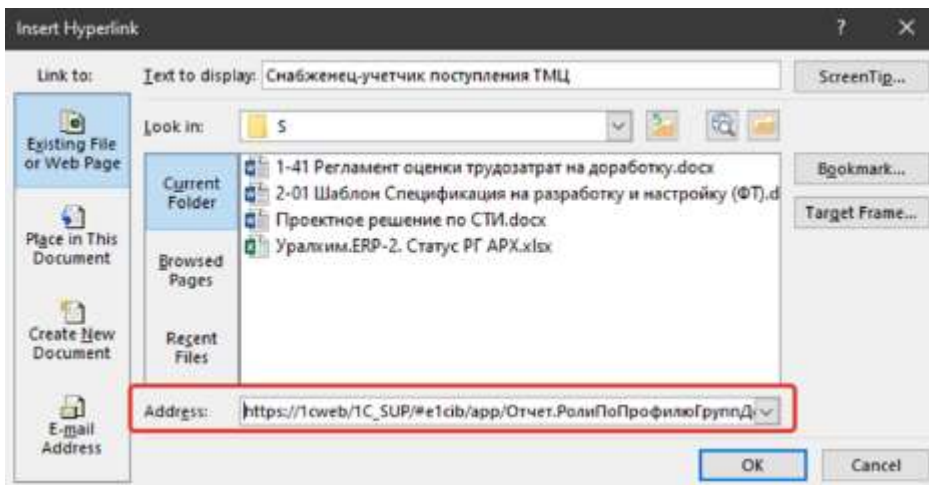 Insert Hyperlink ? ×
Link to:
Text to display: Снабженец-учетчик поступления ТМЦ
ScreenTip...
Existing File
or Web Page
Place in This
Document
Create New
Document
E-mail
Address
Look in: S
Current
Folder
Browsed
Pages
Recent
Files
1-41 Регламент оценки трудозатрат на доработку.docx
2-01 Шаблон Спецификация на разработку и настройку (ФТ).d
Проектное решение по СТИ.docx
Уралхим.ERP-2. Статус РГ АРХ.xlsx
Bookmark...
Target Frame...
Address: https://1cweb/1C_SUP/#e1cib/app/Отчет.РолиПоПрофилюГруппД
OK
Cancel